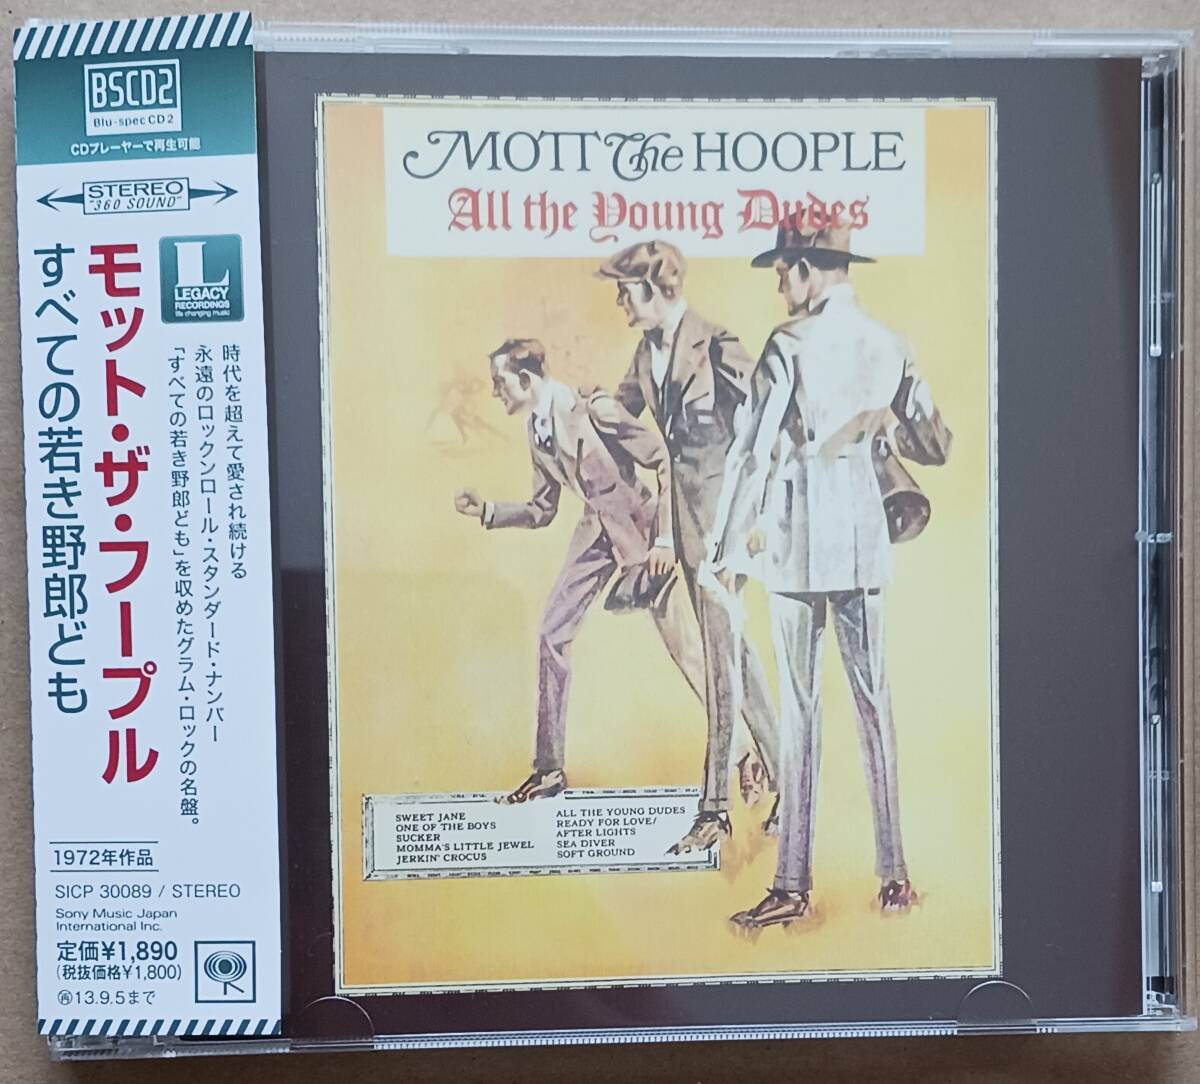 BSCD2
Blu-spec CD 2
CDプレーヤーで再生可能
STEREO
"360 SOUND"
L
LEGACY
RECORDINGS
life changing music
モット・ザ・フープル
すべての若き野郎ども
時代を超えて愛され続ける
永遠のロックンロール・スタンダード・ナンバー
「すべての若き野郎ども」を収めたグラム・ロックの名盤。
1972年作品
SICP 30089 / STEREO
Sony Music Japan
International Inc.
定価¥1,890
(税抜価格¥1,800)
再13.9.5まで
MOTT The HOOPLE
All the Young Dudes
SWEET JANE
ONE OF THE BOYS
SUCKER
MOMMA'S LITTLE JEWEL
JERKIN' CROCUS
ALL THE YOUNG DUDES
READY FOR LOVE/
AFTER LIGHTS
SEA DIVER
SOFT GROUND